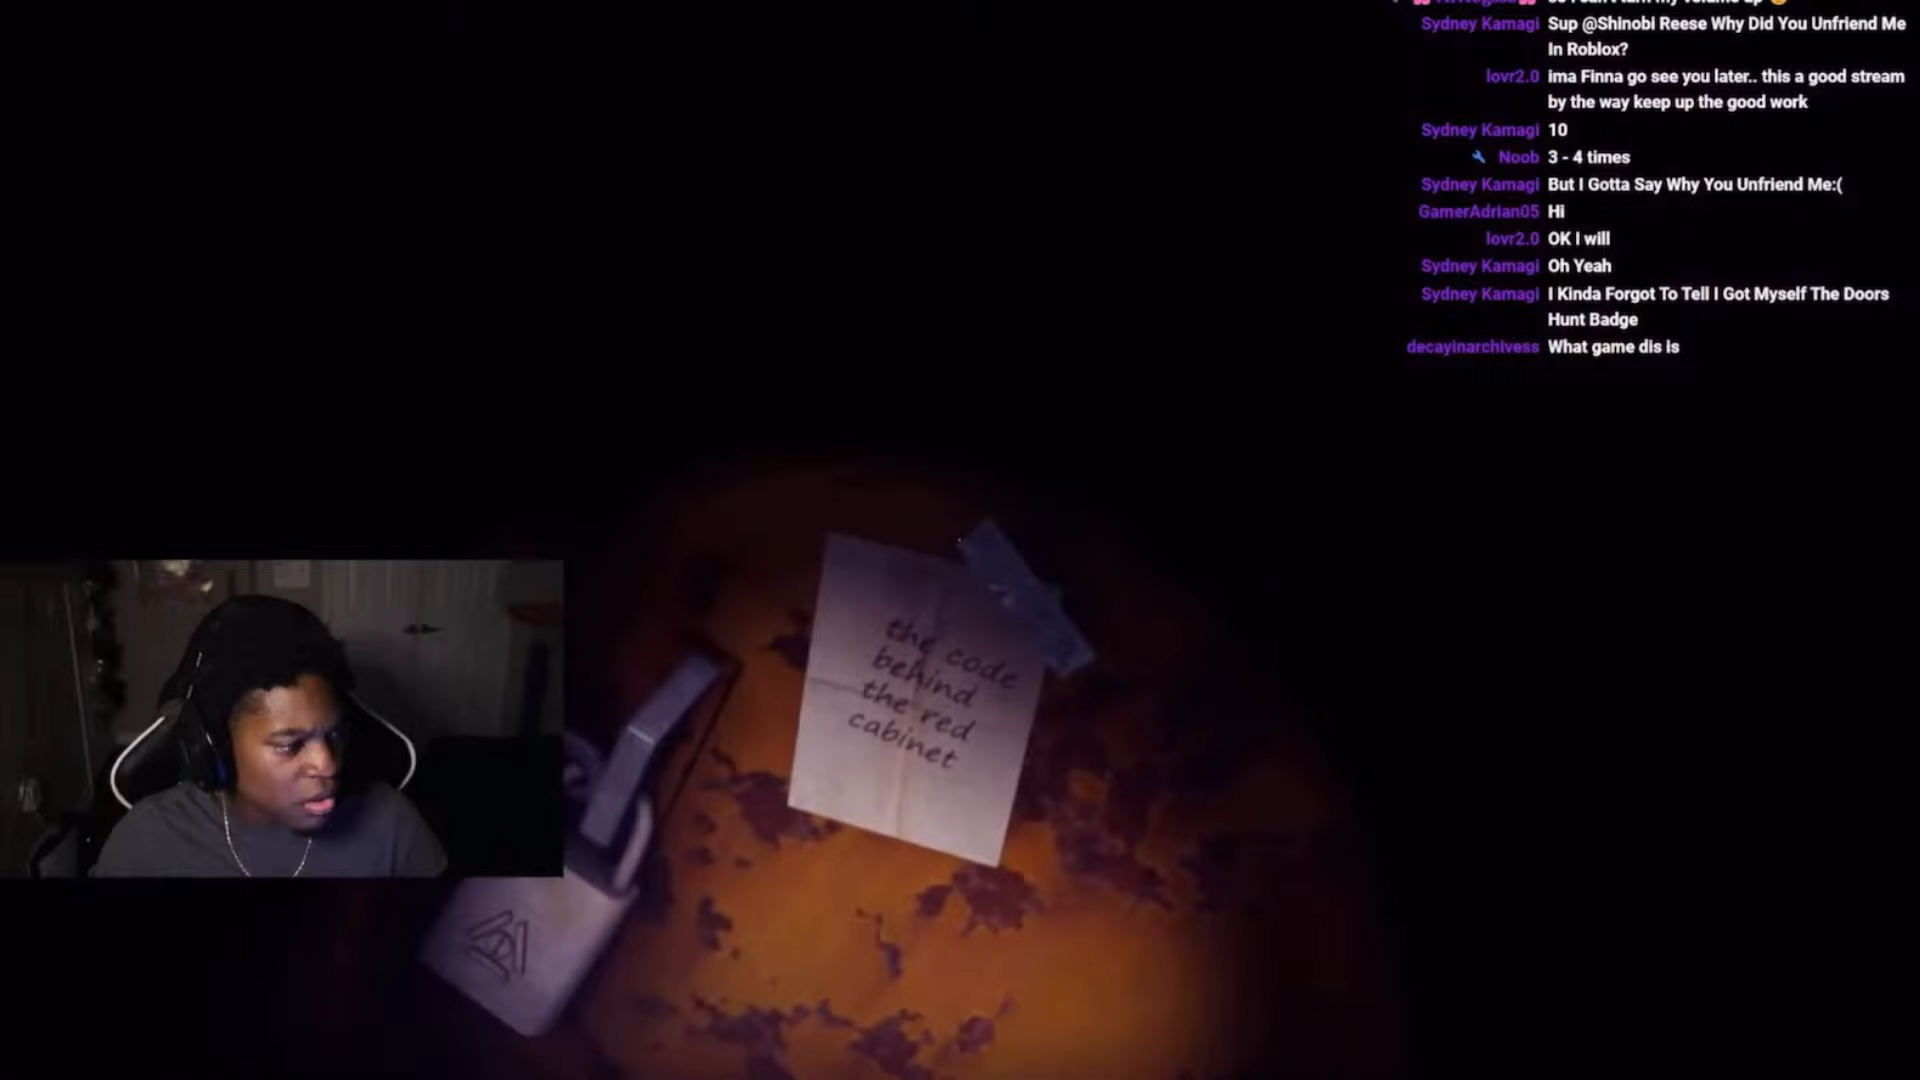 Sydney Kamagi Sup @Shinobi Reese Why Did You Unfriend Me
In Roblox?
lovr2.0 ima Finna go see you later.. this a good stream
by the way keep up the good work
Sydney Kamagi 10
Noob 3 - 4 times
Sydney Kamagi But I Gotta Say Why You Unfriend Me:(
GamerAdrian05 Hi
lovr2.0 OK I will
Sydney Kamagi Oh Yeah
Sydney Kamagi I Kinda Forgot To Tell I Got Myself The Doors
Hunt Badge
decayinarchivess What game dis is
the code
behind
the red
cabinet